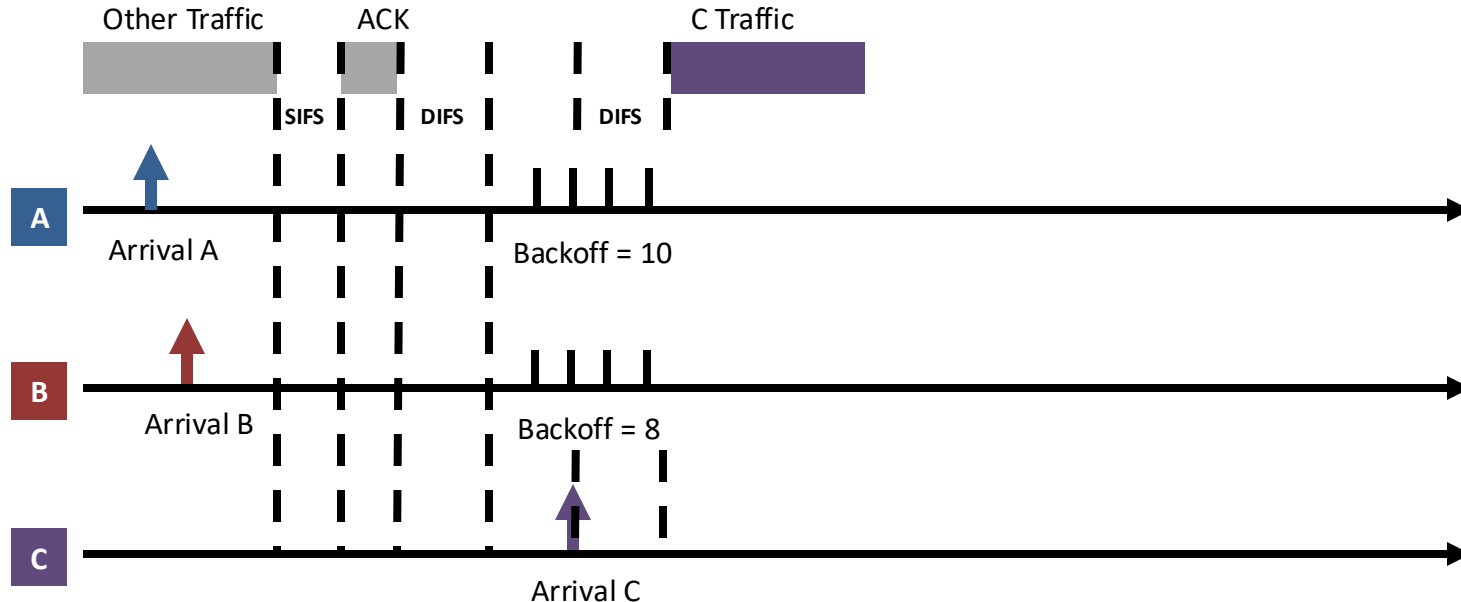 Other Traffic
ACK
C Traffic
SIFS
DIFS
DIFS
A
Arrival A
Backoff = 10
B
Arrival B
Backoff = 8
C
Arrival C